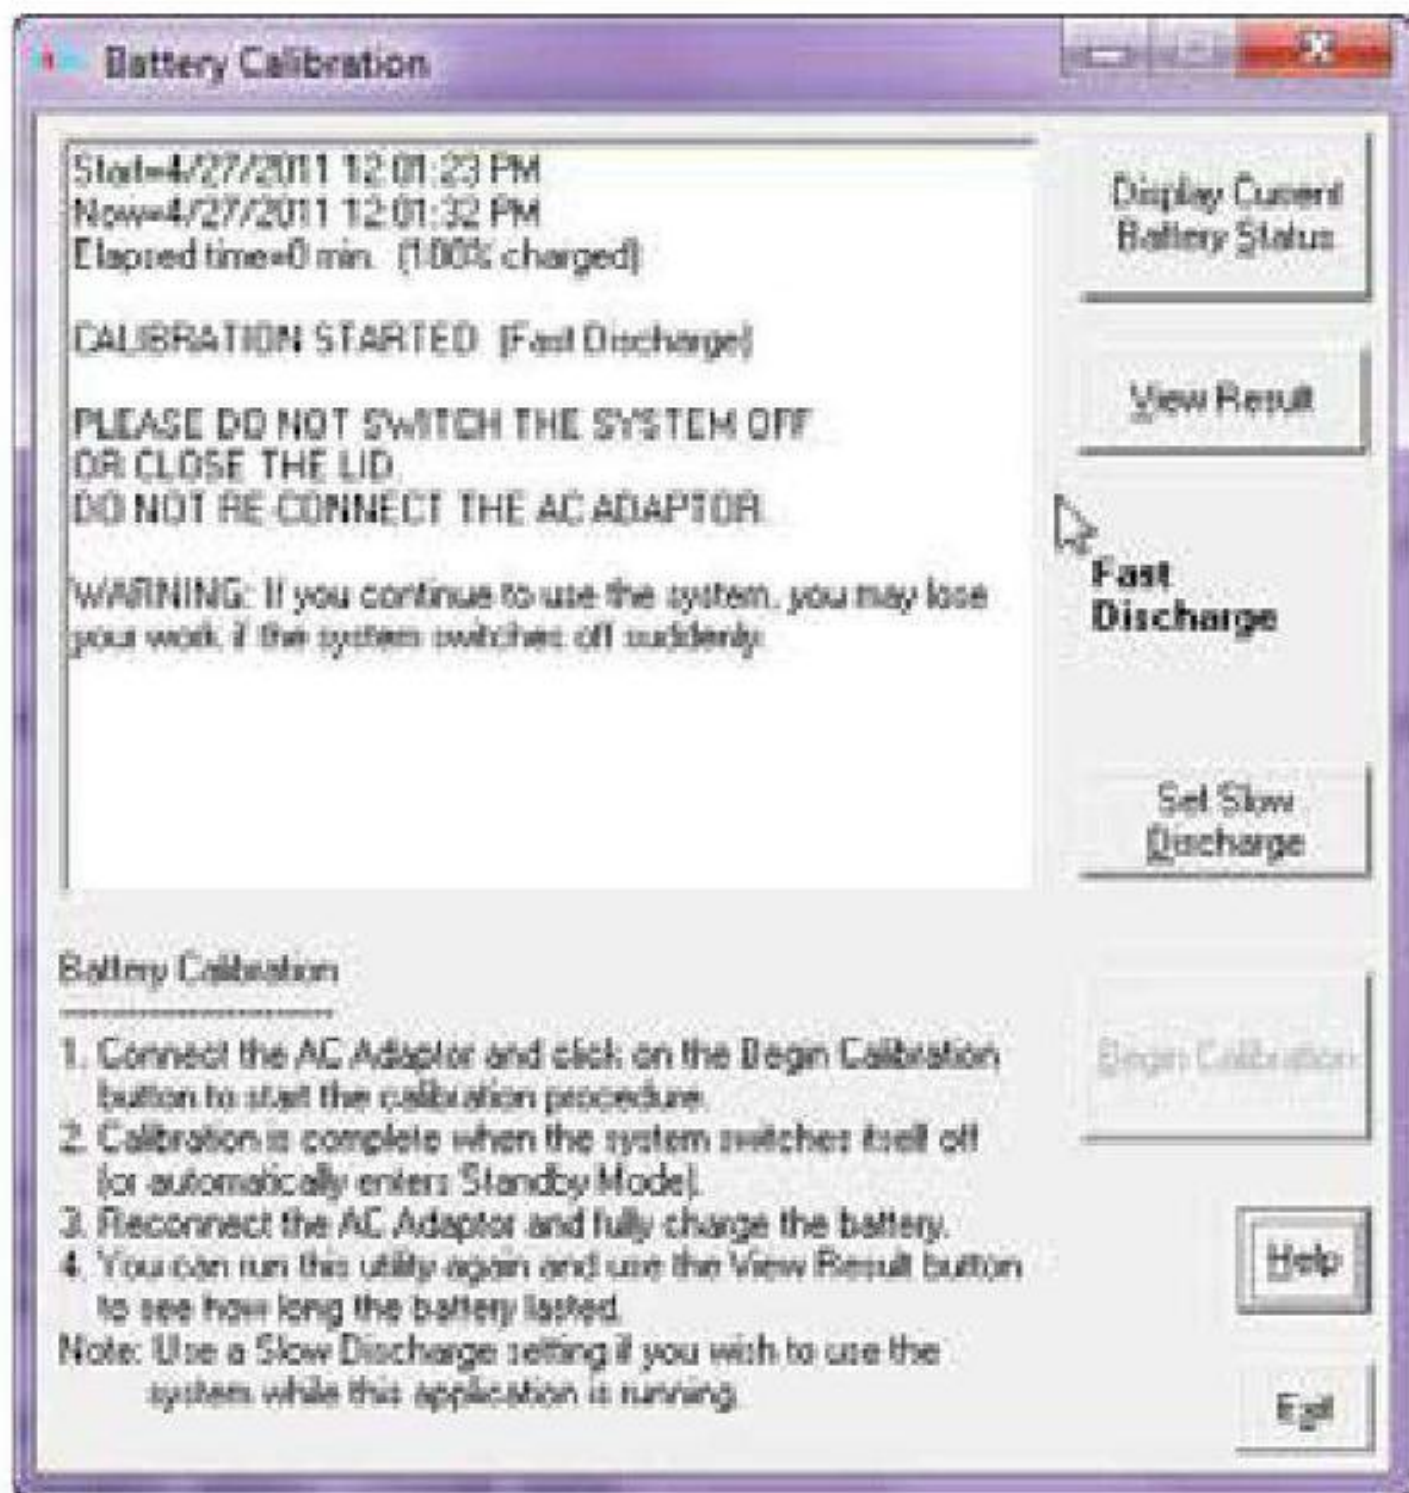 Battery Calibration
Start=4/27/2011 12:01:23 PM
Now=4/27/2011 12:01:32 PM
Elapsed time=0 min. (100% charged)
CALIBRATION STARTED (Fast Discharge)
PLEASE DO NOT SWITCH THE SYSTEM OFF
OR CLOSE THE LID.
DO NOT RE-CONNECT THE AC ADAPTOR.
WARNING: If you continue to use the system, you may lose
your work if the system switches off suddenly.
Display Current
Battery Status
View Result
Fast
Discharge
Set Slow
Discharge
Battery Calibration
-----------------------
1. Connect the AC Adaptor and click on the Begin Calibration
button to start the calibration procedure.
2. Calibration is complete when the system switches itself off
(or automatically enters Standby Mode).
3. Reconnect the AC Adaptor and fully charge the battery.
4. You can run this utility again and use the View Result button
to see how long the battery lasted.
Note: Use a Slow Discharge setting if you wish to use the
system while this application is running.
Begin Calibration
Help
Exit